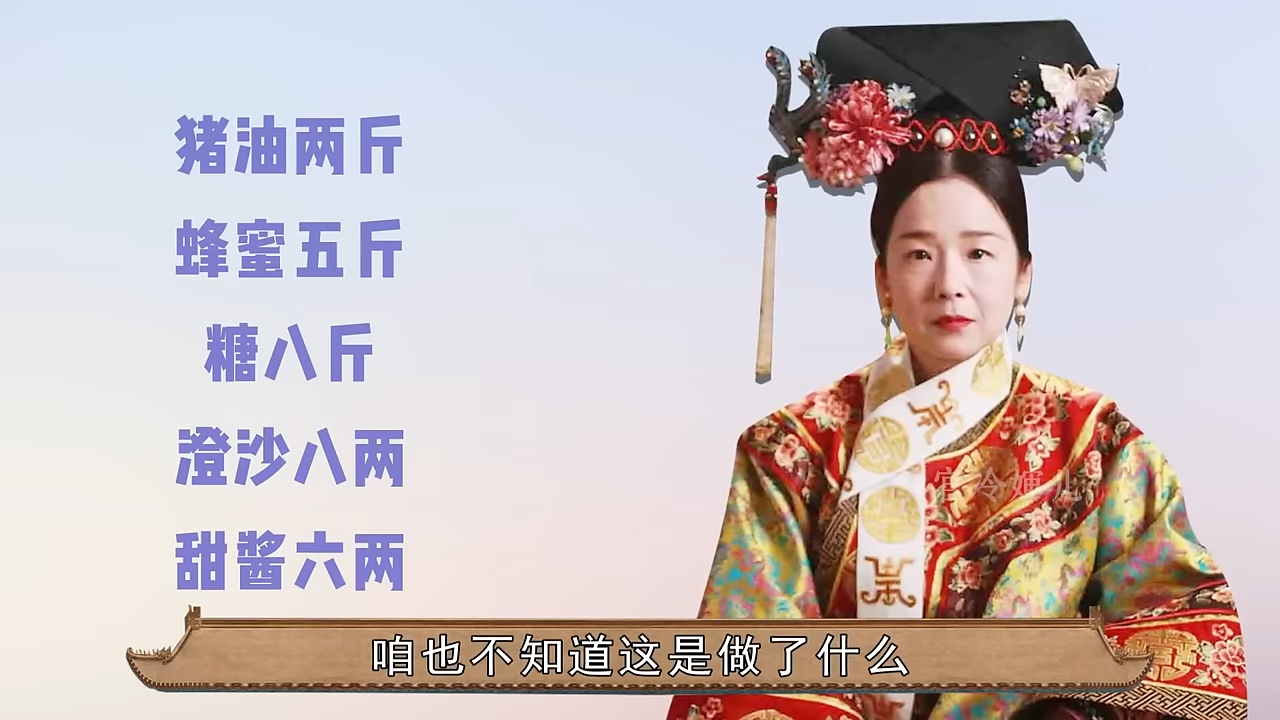 猪油两斤
蜂蜜五斤
糖八斤
澄沙八两
甜酱六两
咱也不知道这是做了什么